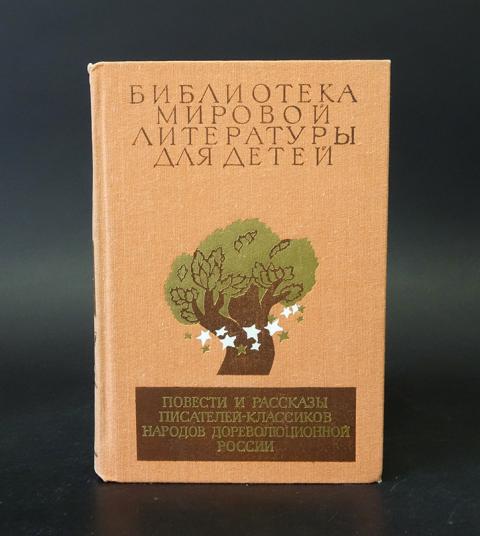 БИБЛИОТЕКА
МИРОВОЙ
ЛИТЕРАТУРЫ
ДЛЯ ДЕТЕЙ
ПОВЕСТИ И РАССКАЗЫ
ПИСАТЕЛЕЙ-КЛАССИКОВ
НАРОДОВ ДОРЕВОЛЮЦИОННОЙ
РОССИИ